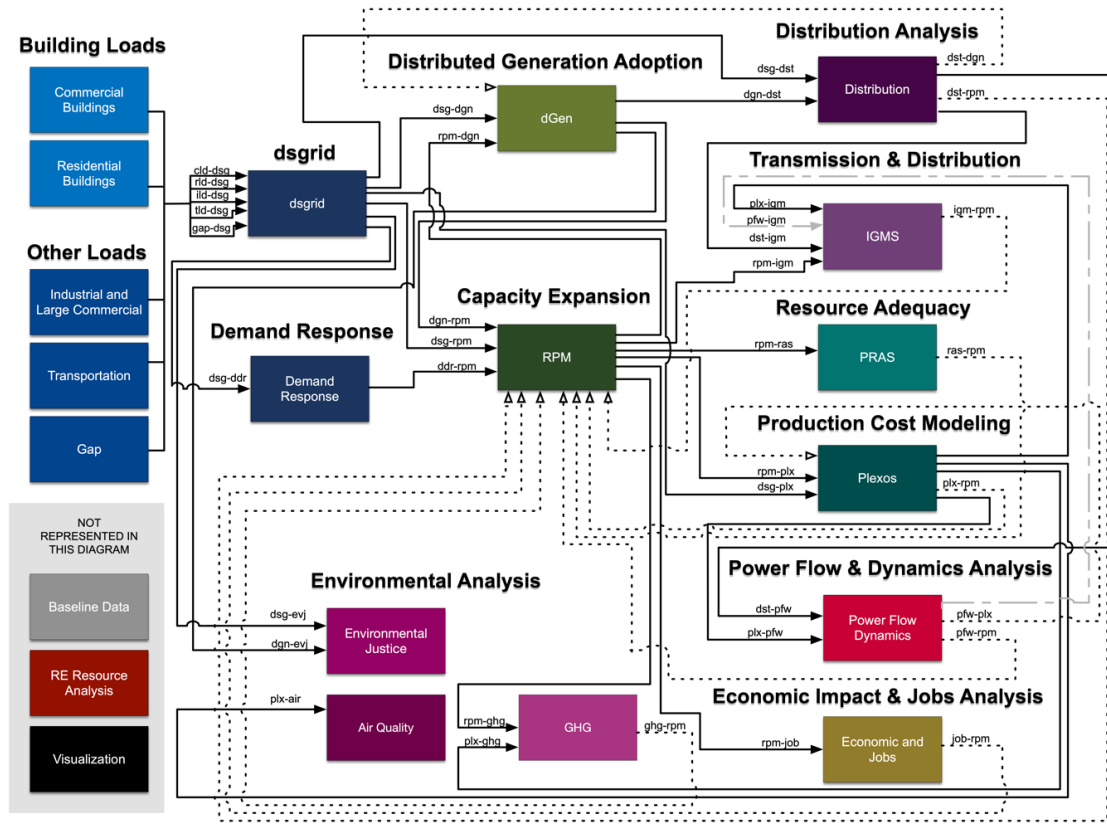 Building Loads
Commercial
Buildings
Residential
Buildings
Other Loads
Industrial and
Large Commercial
Transportation
Gap
NOT
REPRESENTED IN
THIS DIAGRAM
Baseline Data
RE Resource
Analysis
Visualization
dsgrid
cld-dsg
rld-dsg
ild-dsg
tld-dsg
gap-dsg
dsgrid
Demand Response
dsg-ddr
Demand
Response
Distributed Generation Adoption
dsg-dgn
rpm-dgn
dGen
dsg-dst
dgn-dst
Distribution Analysis
Distribution
dst-dgn
dst-rpm
Transmission & Distribution
plx-igm
pfw-igm
dst-igm
rpm-igm
IGMS
igm-rpm
Capacity Expansion
dgn-rpm
dsg-rpm
ddr-rpm
RPM
Resource Adequacy
rpm-ras
PRAS
ras-rpm
Production Cost Modeling
rpm-plx
dsg-plx
Plexos
plx-rpm
Power Flow & Dynamics Analysis
dst-pfw
plx-pfw
Power Flow
Dynamics
pfw-plx
pfw-rpm
Environmental Analysis
dsg-evj
dgn-evj
Environmental
Justice
plx-air
Air Quality
rpm-ghg
plx-ghg
GHG
ghg-rpm
Economic Impact & Jobs Analysis
rpm-job
Economic and
Jobs
job-rpm